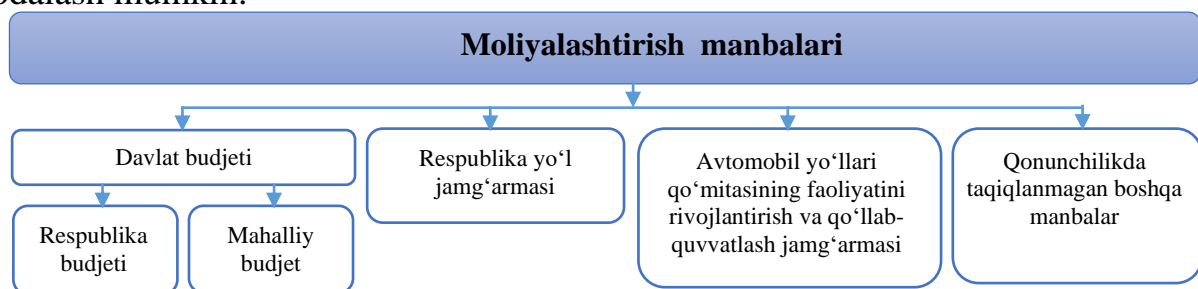 Moliyalashtirish manbalari
Davlat budjeti
Respublika
budjeti
Mahalliy
budjet
Respublika yo‘l
jamg‘armasi
Avtomobil yo‘llari
qo‘mitasining faoliyatini
rivojlantirish va qo‘llab-
quvvatlash jamg‘armasi
Qonunchilikda
taqiqlanmagan boshqa
manbalar